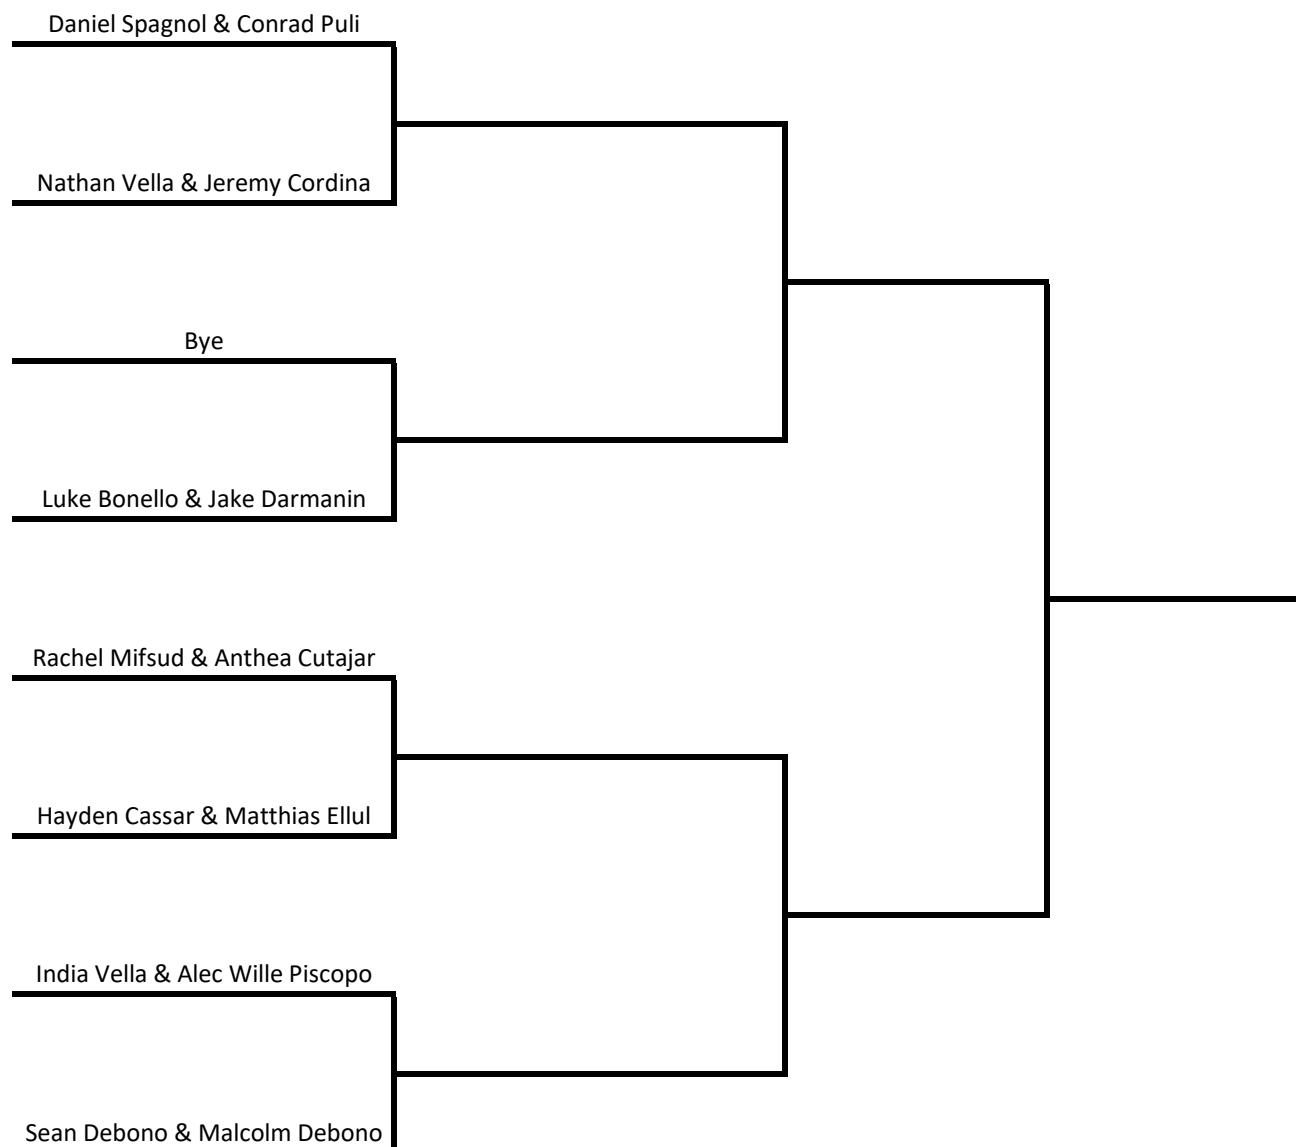 Daniel Spagnol & Conrad Puli
Nathan Vella & Jeremy Cordina
Bye
Luke Bonello & Jake Darmanin
Rachel Mifsud & Anthea Cutajar
Hayden Cassar & Matthias Ellul
India Vella & Alec Wille Piscopo
Sean Debono & Malcolm Debono